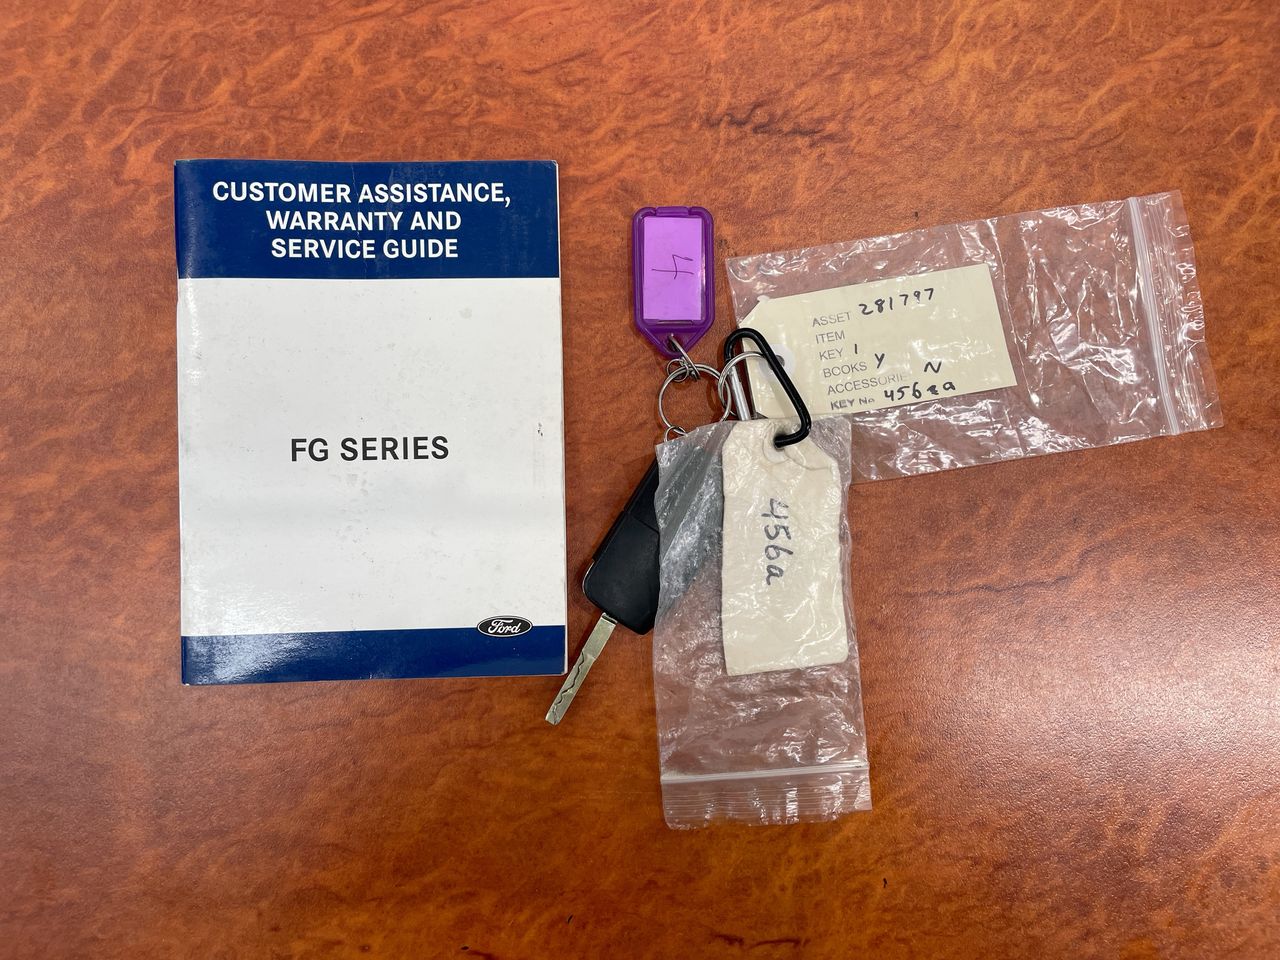 CUSTOMER ASSISTANCE,
WARRANTY AND
SERVICE GUIDE
FG SERIES
Ford
4
ASSET 281797
ITEM
KEY 1
BOOKS Y
ACCESSORIE N
KEY No 456a
456a